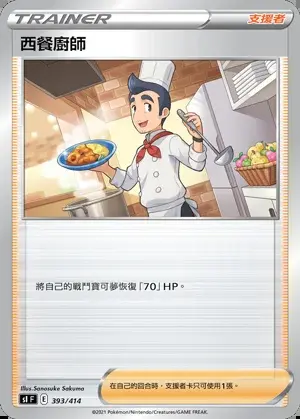 TRAINER
支援者
西餐廚師
將自己的戰鬥寶可夢恢復「70」HP。
Illus. Sanosuke Sakuma
sI F E 393/414
在自己的回合時,支援者卡只可使用1張。
©2021 Pokémon/Nintendo/Creatures/GAME FREAK.